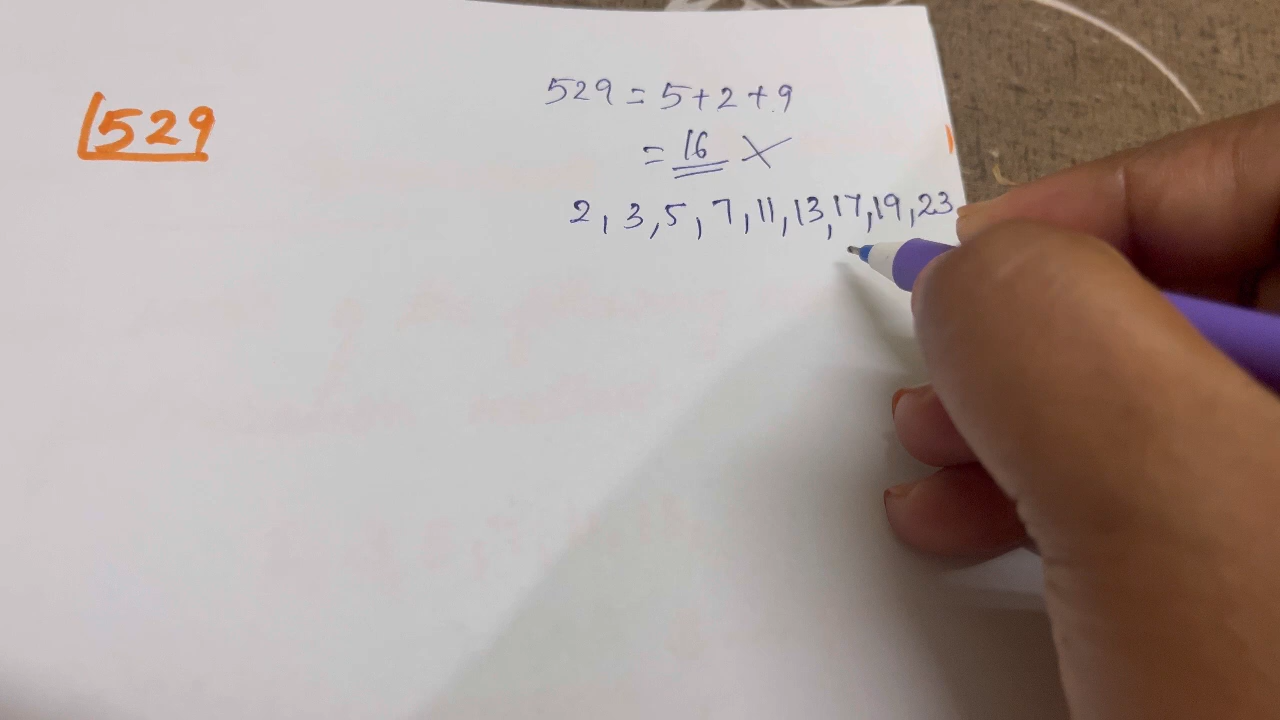 529
529 = 5+2+9
= 16 X
2, 3, 5, 7, 11, 13, 17, 19, 23